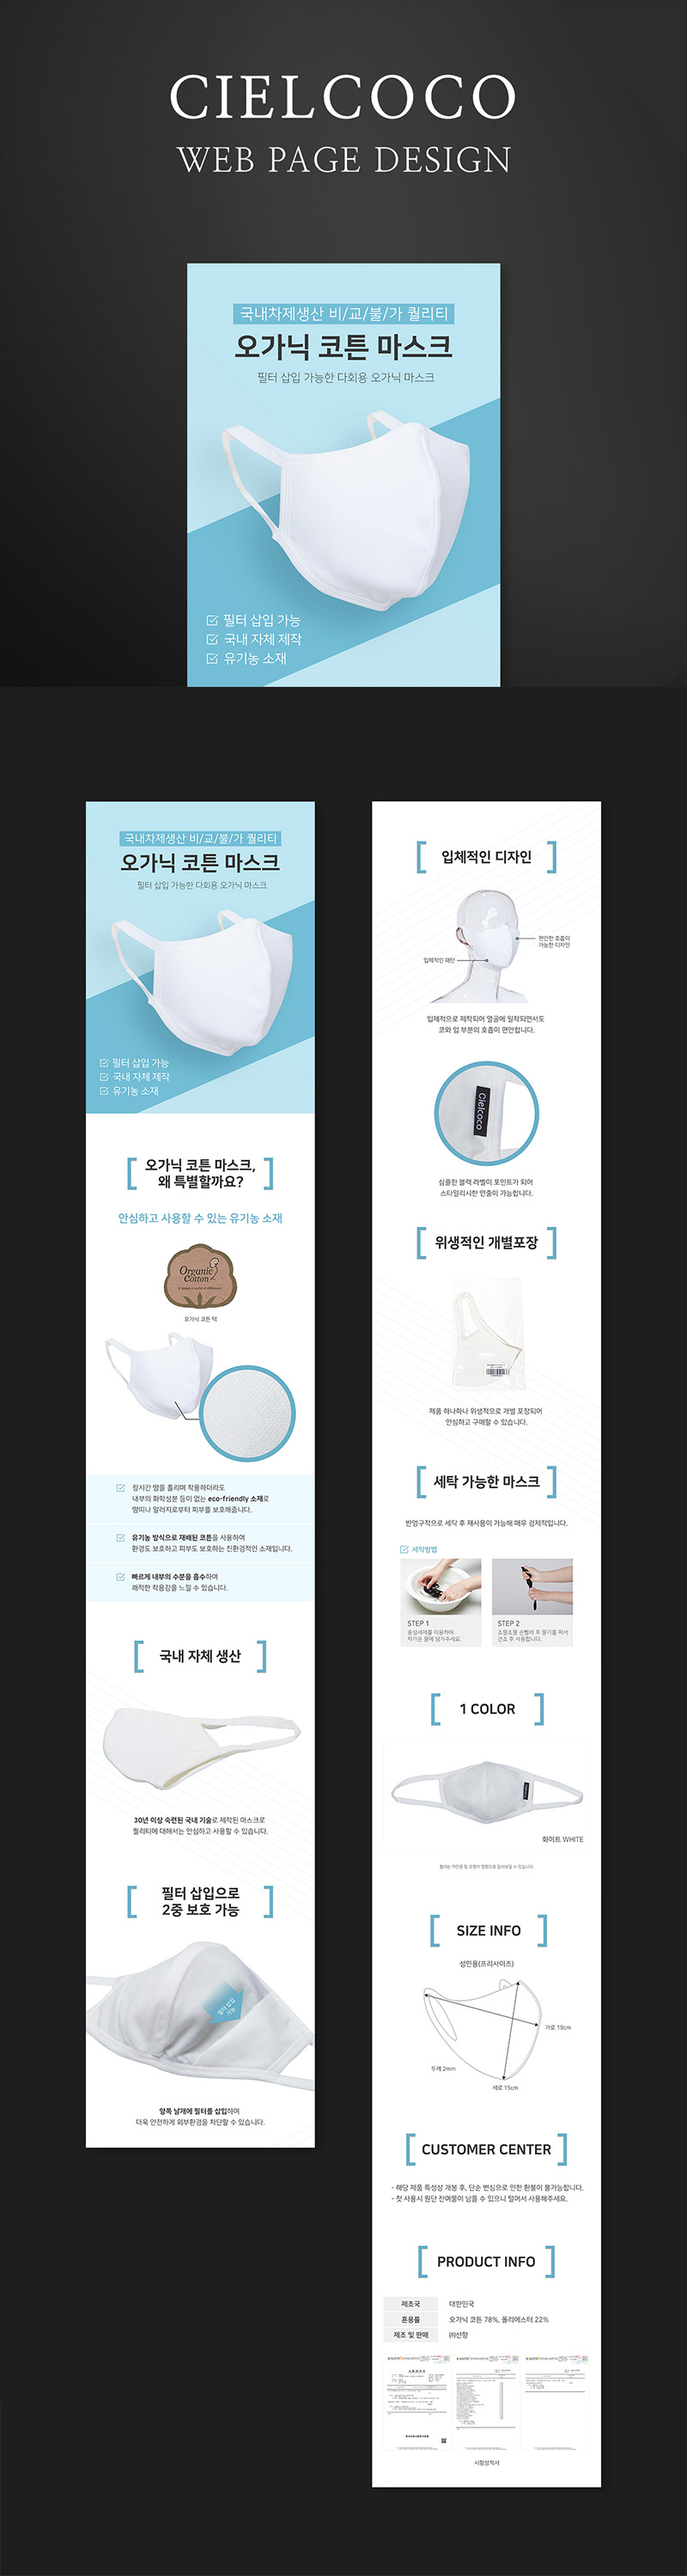 CIELCOCO
WEB PAGE DESIGN
국내차제생산 비/교/불/가 퀄리티
오가닉 코튼 마스크
필터 삽입 가능한 다회용 오가닉 마스크
필터 삽입 가능
국내 자체 제작
유기농 소재
국내차제생산 비/교/불/가 퀄리티
오가닉 코튼 마스크
필터 삽입 가능한 다회용 오가닉 마스크
필터 삽입 가능
국내 자체 제작
유기농 소재
오가닉 코튼 마스크,
왜 특별할까요?
안심하고 사용할 수 있는 유기농 소재
Organic
Cotton
오가닉 코튼 택
장시간 땀을 흘리며 착용하더라도
내부의 화학성분 등이 없는 eco-friendly 소재로
땀띠나 알러지로부터 피부를 보호해줍니다.
유기농 방식으로 재배된 코튼을 사용하여
환경도 보호하고 피부도 보호하는 친환경적인 소재입니다.
빠르게 내부의 수분을 흡수하여
쾌적한 착용감을 느낄 수 있습니다.
국내 자체 생산
30년 이상 숙련된 국내 기술로 제작된 마스크로
퀄리티에 대해서는 안심하고 사용할 수 있습니다.
필터 삽입으로
2중 보호 가능
필터 삽입
가능
양쪽 날개에 필터를 삽입하여
더욱 안전하게 외부환경을 차단할 수 있습니다.
입체적인 디자인
편안한 호흡이
가능한 디자인
입체적인 패턴
입체적으로 제작되어 얼굴에 밀착되면서도
코와 입 부분의 호흡이 편안합니다.
Cielcoco
심플한 블랙 라벨이 포인트가 되어
스타일리시한 연출이 가능합니다.
위생적인 개별포장
제품 하나하나 위생적으로 개별 포장되어
안심하고 구매할 수 있습니다.
세탁 가능한 마스크
반영구적으로 세탁 후 재사용이 가능해 매우 경제적입니다.
세탁방법
STEP 1
중성세제를 이용하여
차가운 물에 담가주세요.
STEP 2
조물조물 손빨래 후 물기를 짜서
건조 후 사용합니다.
1 COLOR
화이트 WHITE
SIZE INFO
성인용(프리사이즈)
가로 19cm
두께 2mm
세로 15cm
CUSTOMER CENTER
- 해당 제품 특성상 개봉 후, 단순 변심으로 인한 환불이 불가능합니다.
- 첫 사용시 원단 잔여물이 남을 수 있으니 털어서 사용해주세요.
PRODUCT INFO
제조국 대한민국
혼용률 오가닉 코튼 78%, 폴리에스터 22%
제조 및 판매 ㈜선향
시험성적서